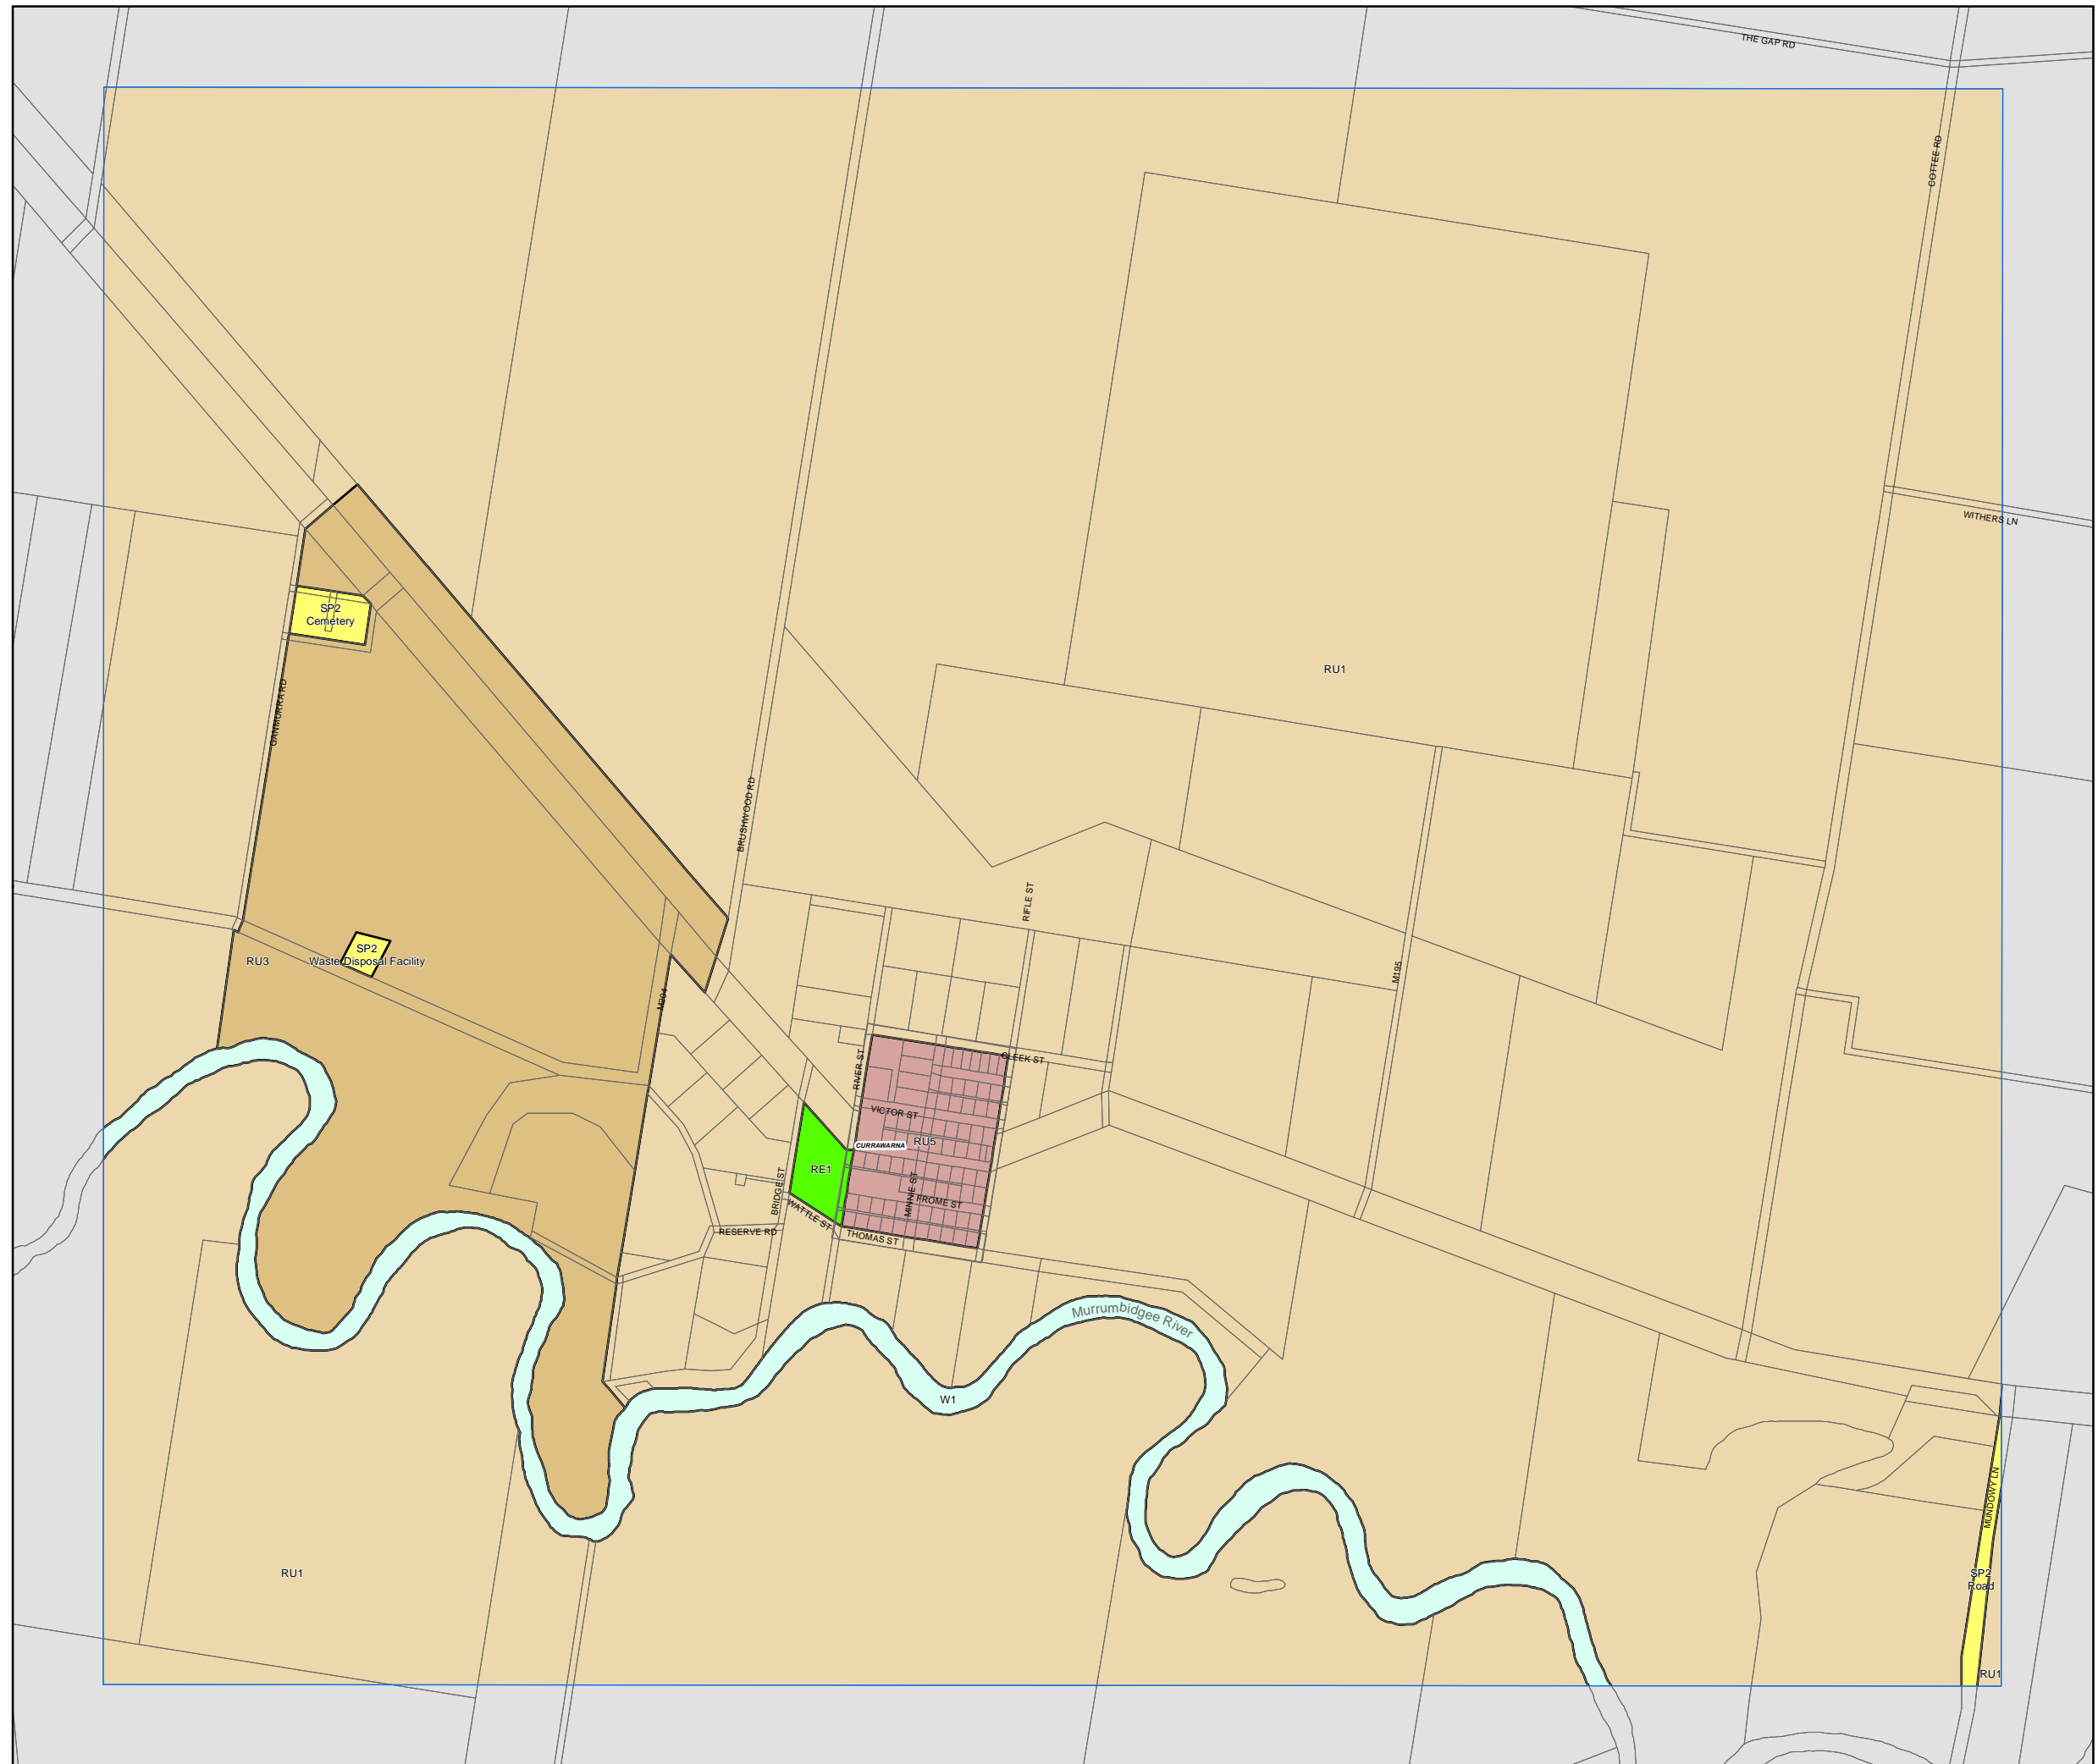 THE GAP RD
COTTEE RD
WITHERS LN
SP2
Cemetery
RU1
GANMURRA RD
BRUSHWOOD RD
RIFLE ST
SP2
Waste Disposal Facility
RU3
M204
M195
CLEEK ST
RIVER ST
VICTOR ST
CURRAWARNA
RU5
RE1
BRIDGE ST
MINNIE ST
FROME ST
WATTLE ST
RESERVE RD
THOMAS ST
Murrumbidgee River
W1
MUNDOWY LN
RU1
SP2
Road
RU1